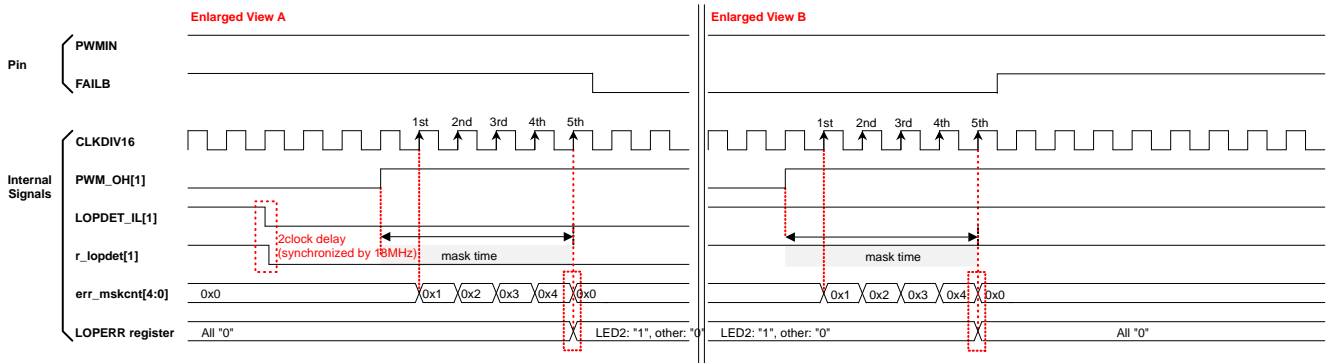 Enlarged View A
Enlarged View B
Pin
PWMIN
FAILB
Internal
Signals
CLKDIV16
1st 2nd 3rd 4th 5th
1st 2nd 3rd 4th 5th
PWM_OH[1]
LOPDET_IL[1]
2clock delay
(synchronized by 18MHz)
r_lopdet[1]
mask time
mask time
err_mskcnt[4:0]
0x0 0x1 0x2 0x3 0x4 0x0
0x1 0x2 0x3 0x4 0x0
LOPERR register
All "0" LED2: "1", other: "0"
LED2: "1", other: "0" All "0"